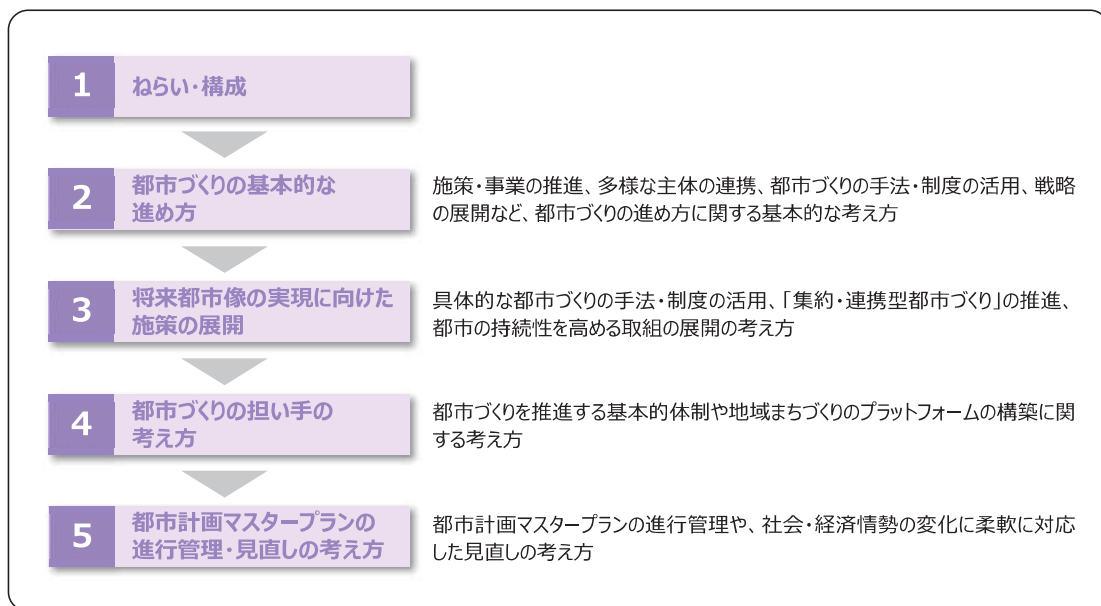 1
ねらい・構成
2
都市づくりの基本的な
進め方
施策・事業の推進、多様な主体の連携、都市づくりの手法・制度の活用、戦略
の展開など、都市づくりの進め方に関する基本的な考え方
3
将来都市像の実現に向けた
施策の展開
具体的な都市づくりの手法・制度の活用、「集約・連携型都市づくり」の推進、
都市の持続性を高める取組の展開の考え方
4
都市づくりの担い手の
考え方
都市づくりを推進する基本的体制や地域まちづくりのプラットフォームの構築に関
する考え方
5
都市計画マスタープランの
進行管理・見直しの考え方
都市計画マスタープランの進行管理や、社会・経済情勢の変化に柔軟に対応
した見直しの考え方